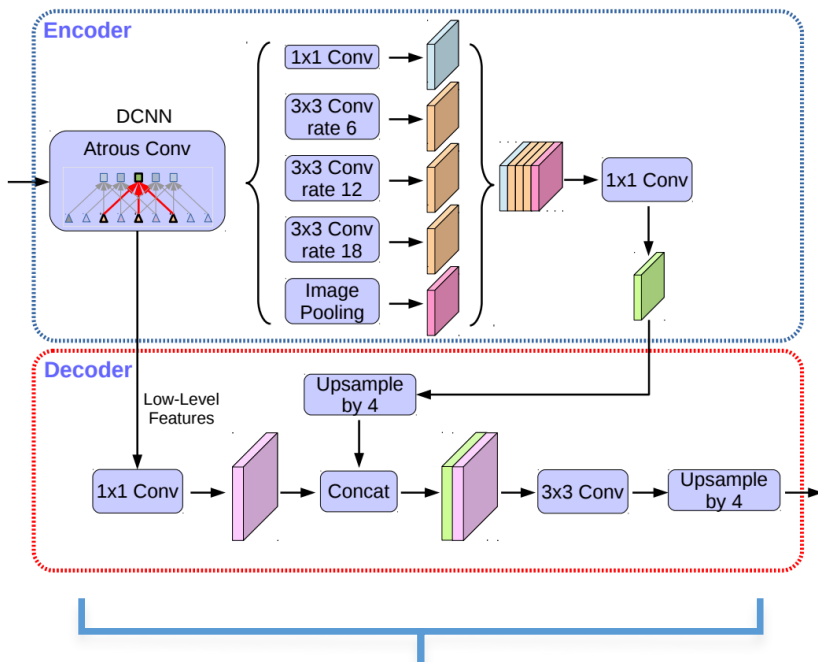 Encoder
DCNN
Atrous Conv
1x1 Conv
3x3 Conv
rate 6
3x3 Conv
rate 12
3x3 Conv
rate 18
Image
Pooling
1x1 Conv
Decoder
Low-Level
Features
Upsample
by 4
1x1 Conv
Concat
3x3 Conv
Upsample
by 4